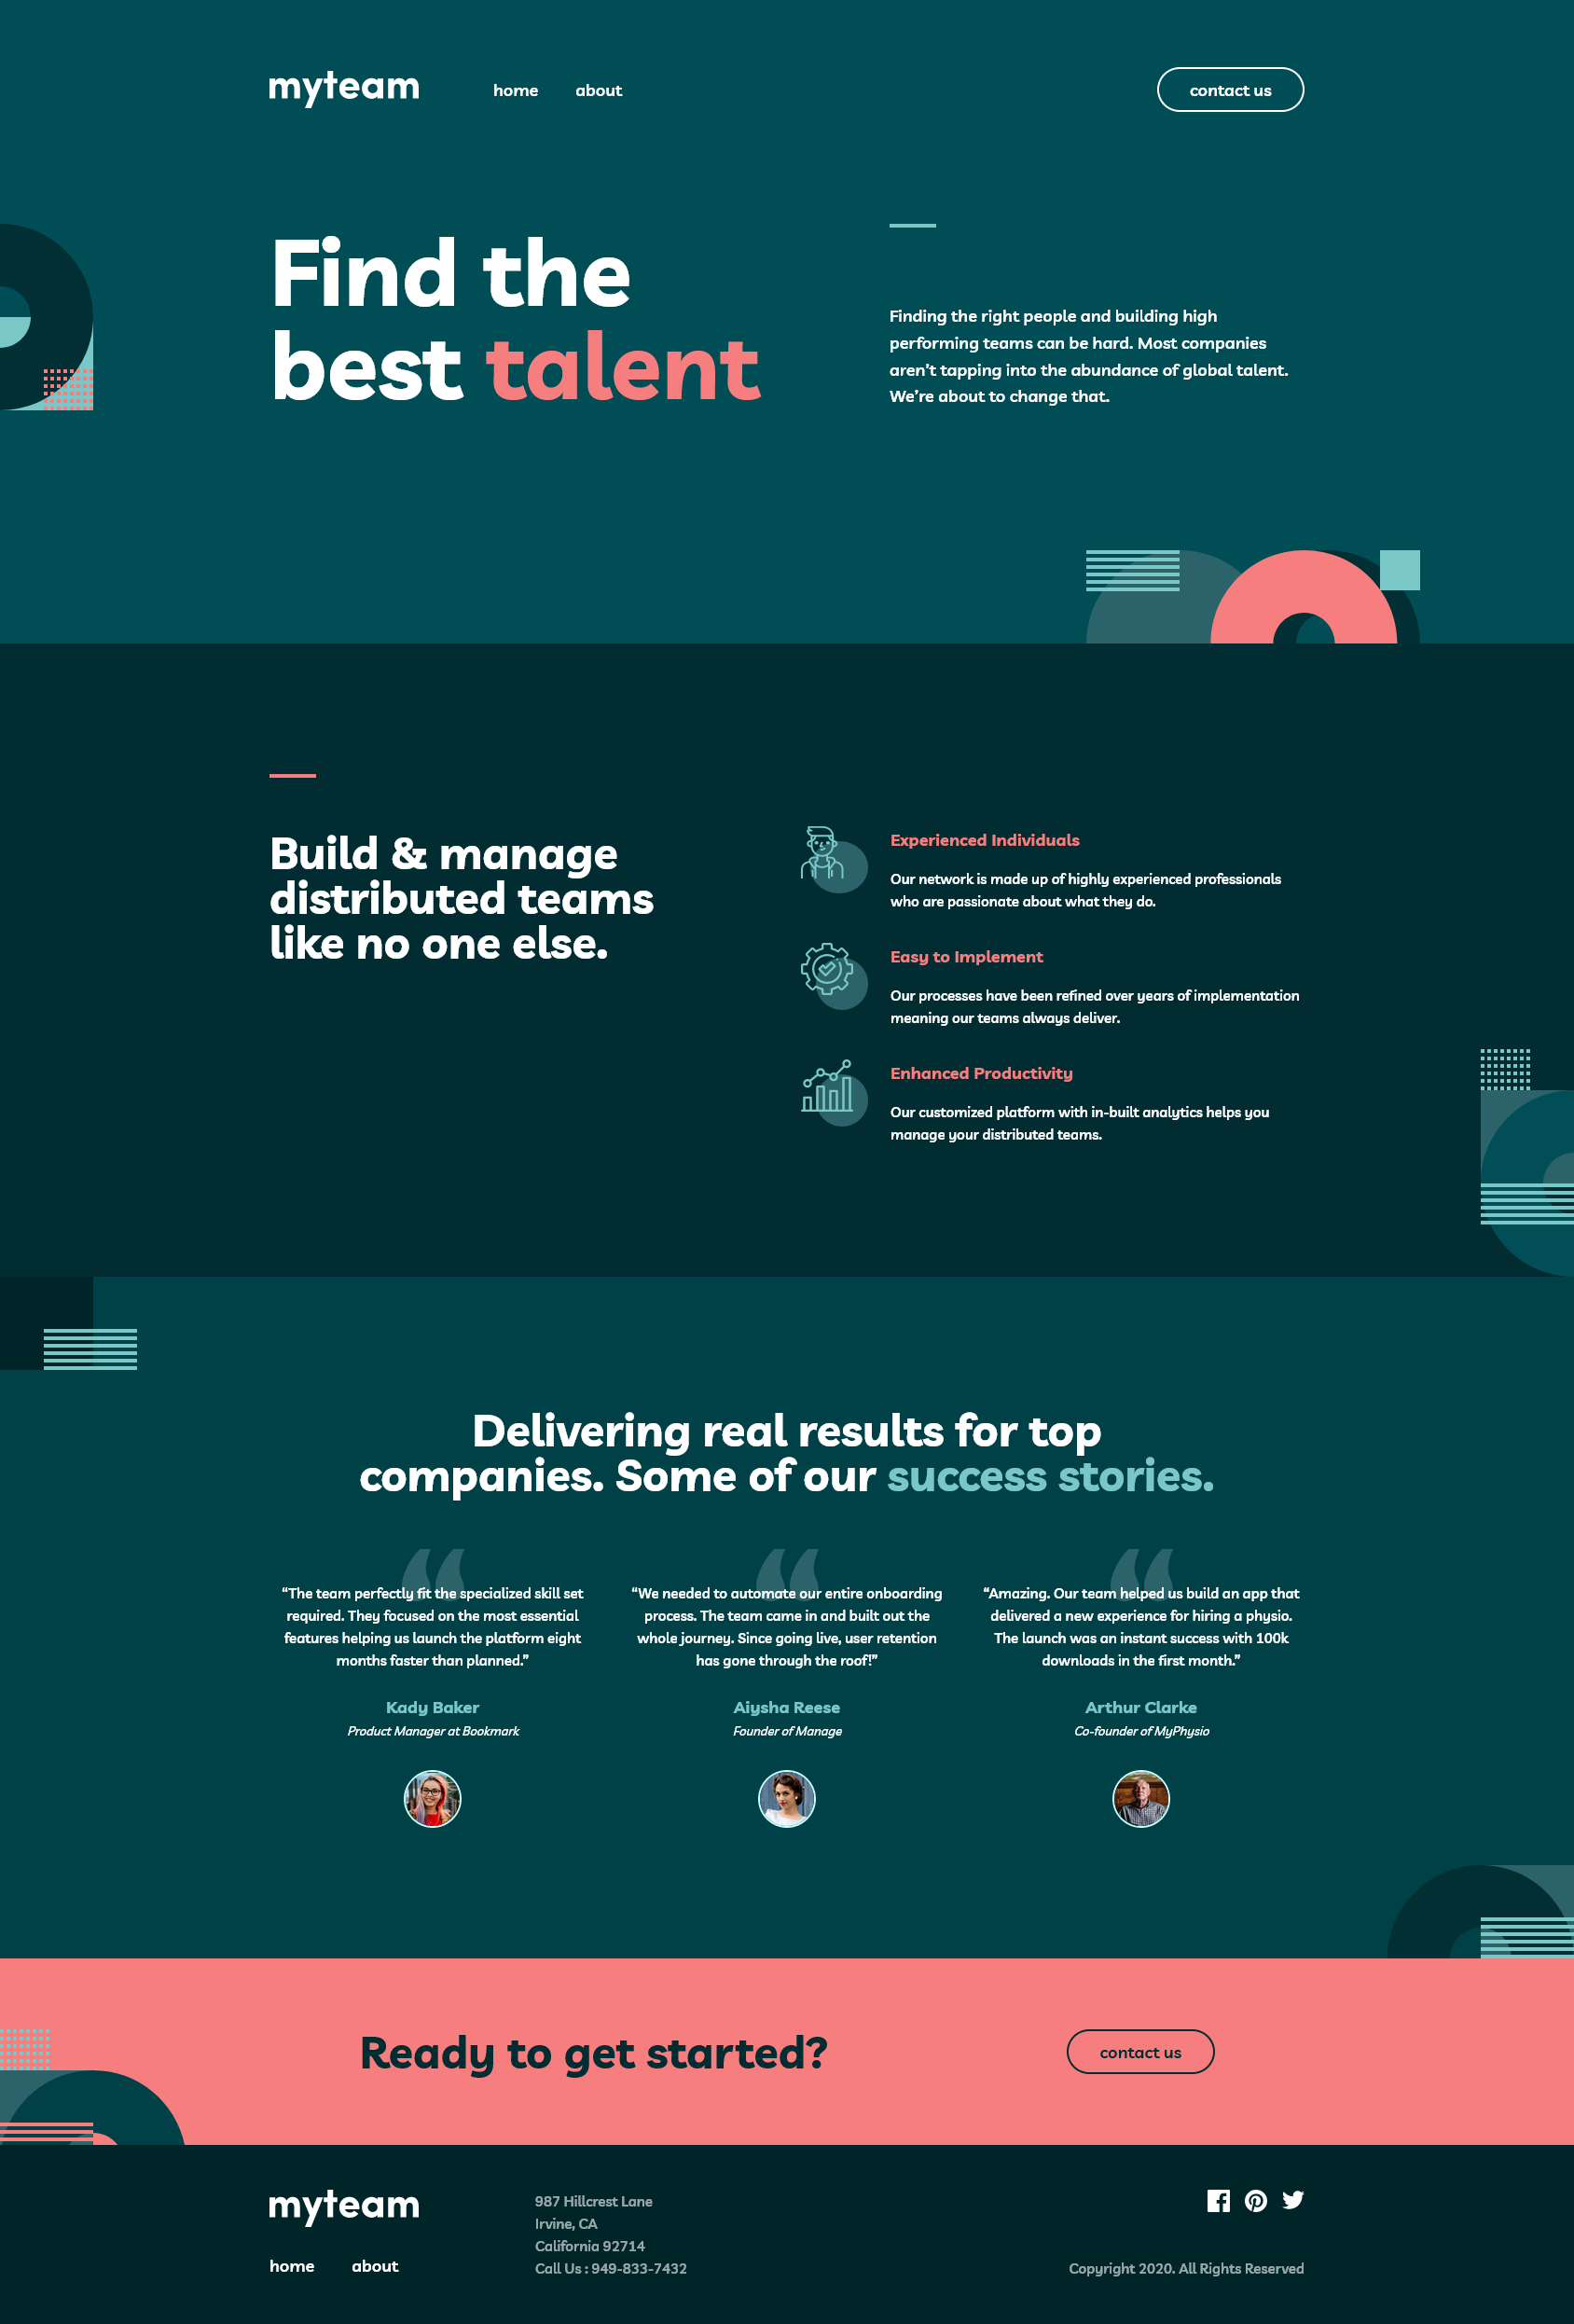 myteam
home about
contact us
Find the
best talent
Finding the right people and building high
performing teams can be hard. Most companies
aren’t tapping into the abundance of global talent.
We’re about to change that.
Build & manage
distributed teams
like no one else.
Experienced Individuals
Our network is made up of highly experienced professionals
who are passionate about what they do.
Easy to Implement
Our processes have been refined over years of implementation
meaning our teams always deliver.
Enhanced Productivity
Our customized platform with in-built analytics helps you
manage your distributed teams.
Delivering real results for top
companies. Some of our success stories.
“The team perfectly fit the specialized skill set
required. They focused on the most essential
features helping us launch the platform eight
months faster than planned.”
Kady Baker
Product Manager at Bookmark
“We needed to automate our entire onboarding
process. The team came in and built out the
whole journey. Since going live, user retention
has gone through the roof!”
Aiysha Reese
Founder of Manage
“Amazing. Our team helped us build an app that
delivered a new experience for hiring a physio.
The launch was an instant success with 100k
downloads in the first month.”
Arthur Clarke
Co-founder of MyPhysio
Ready to get started?
contact us
myteam
home about
987 Hillcrest Lane
Irvine, CA
California 92714
Call Us : 949-833-7432
Copyright 2020. All Rights Reserved